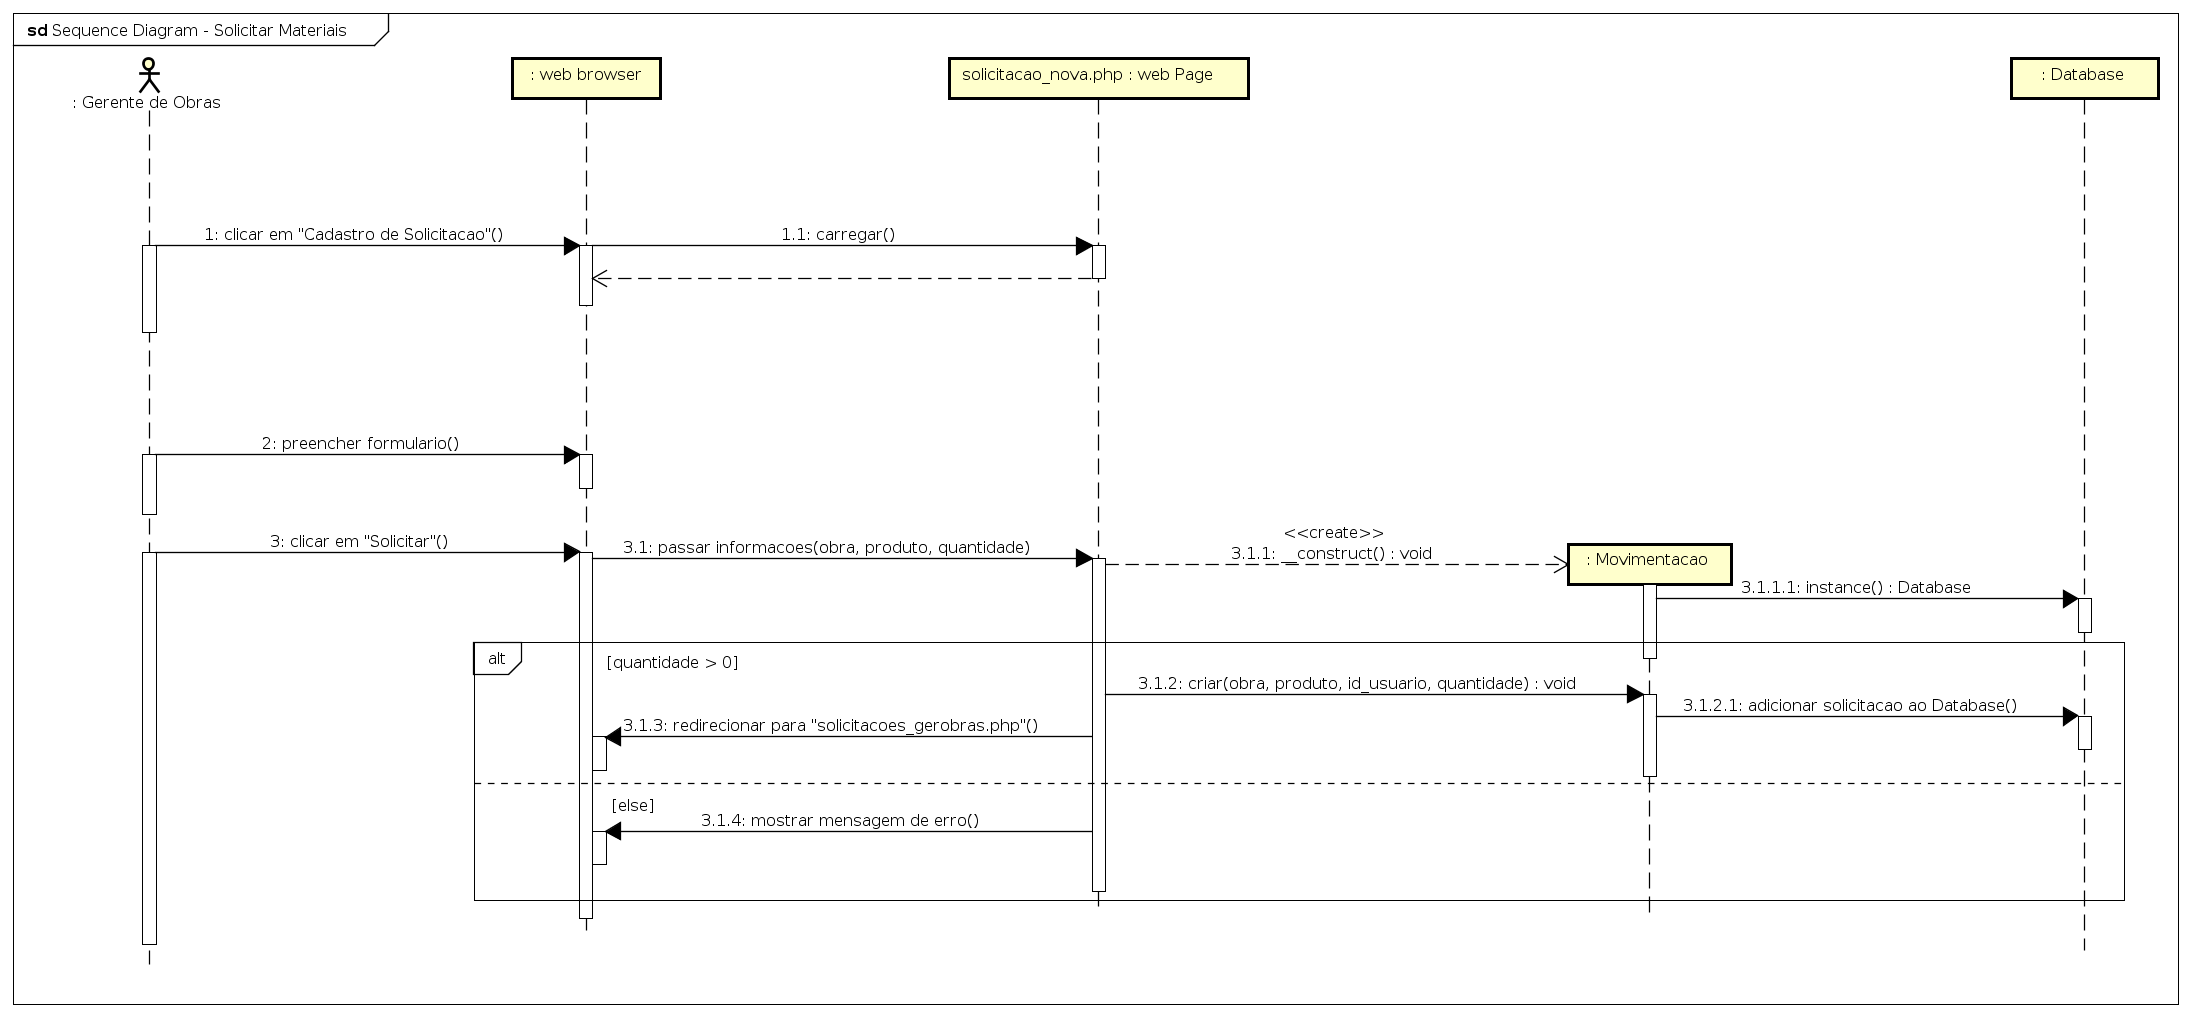 sd Sequence Diagram - Solicitar Materiais
: Gerente de Obras
: web browser
solicitacao_nova.php : web Page
: Database
1: clicar em "Cadastro de Solicitacao"()
1.1: carregar()
2: preencher formulario()
3: clicar em "Solicitar"()
3.1: passar informacoes(obra, produto, quantidade)
<<create>>
3.1.1: __construct() : void
: Movimentacao
3.1.1.1: instance() : Database
alt
[quantidade > 0]
3.1.2: criar(obra, produto, id_usuario, quantidade) : void
3.1.2.1: adicionar solicitacao ao Database()
3.1.3: redirecionar para "solicitacoes_gerobras.php"()
[else]
3.1.4: mostrar mensagem de erro()